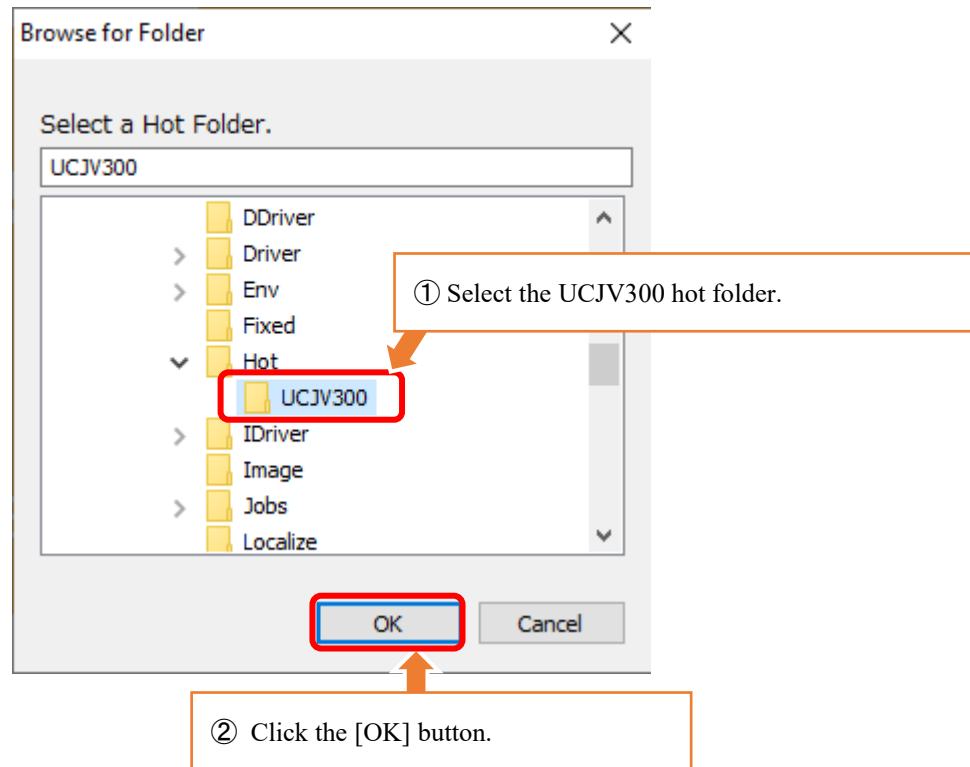 Browse for Folder
Select a Hot Folder.
UCJV300
DDriver
Driver
Env
Fixed
Hot
UCJV300
IDriver
Image
Jobs
Localize
① Select the UCJV300 hot folder.
OK
Cancel
② Click the [OK] button.